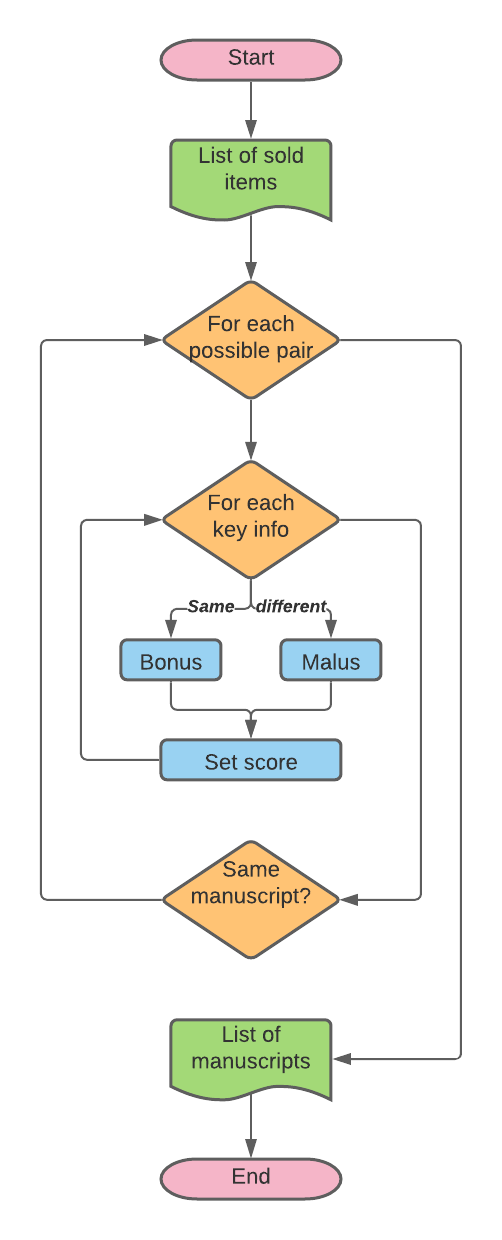 Start
List of sold
items
For each
possible pair
For each
key info
Same
different
Bonus
Malus
Set score
Same
manuscript?
List of
manuscripts
End